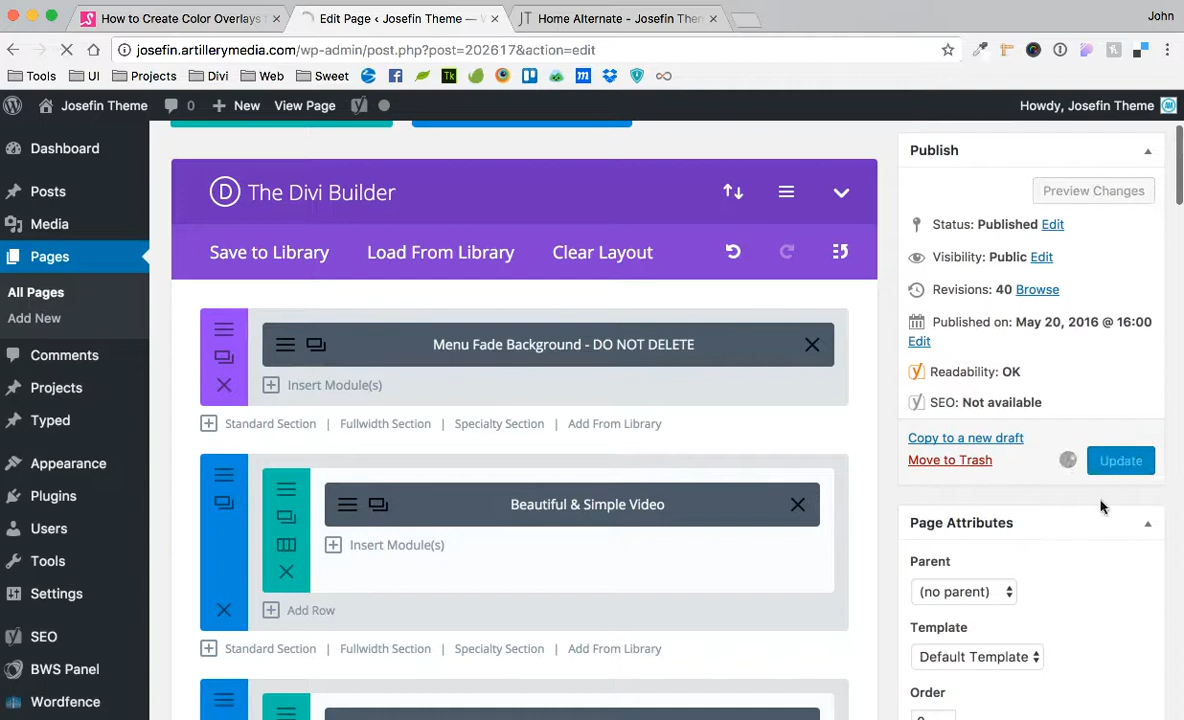 How to Create Color Overlays
Edit Page ‹ Josefin Theme —
Home Alternate - Josefin Ther
John
josefin.artillerymedia.com/wp-admin/post.php?post=202617&action=edit
Tools UI Projects Divi Web Sweet
Josefin Theme 0 New View Page Howdy, Josefin Theme
Dashboard
Posts
Media
Pages
All Pages
Add New
Comments
Projects
Typed
Appearance
Plugins
Users
Tools
Settings
SEO
BWS Panel
Wordfence
The Divi Builder
Save to Library Load From Library Clear Layout
Menu Fade Background - DO NOT DELETE
Insert Module(s)
Standard Section | Fullwidth Section | Specialty Section | Add From Library
Beautiful & Simple Video
Insert Module(s)
Add Row
Standard Section | Fullwidth Section | Specialty Section | Add From Library
Publish
Preview Changes
Status: Published Edit
Visibility: Public Edit
Revisions: 40 Browse
Published on: May 20, 2016 @ 16:00
Edit
Readability: OK
SEO: Not available
Copy to a new draft
Move to Trash Update
Page Attributes
Parent
(no parent)
Template
Default Template
Order